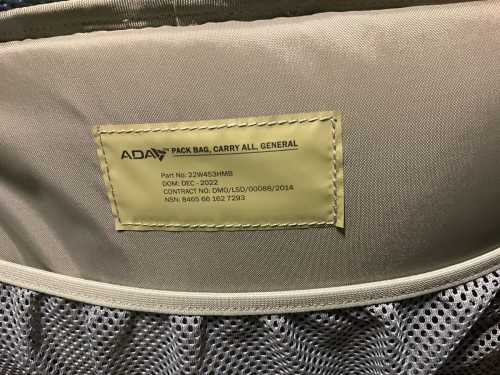 ADA™ PACK BAG, CARRY ALL, GENERAL
Part No: 22W453HMB
DOM: DEC - 2022
CONTRACT NO: DMO/LSD/00088/2014
NSN: 8465 66 162 7293